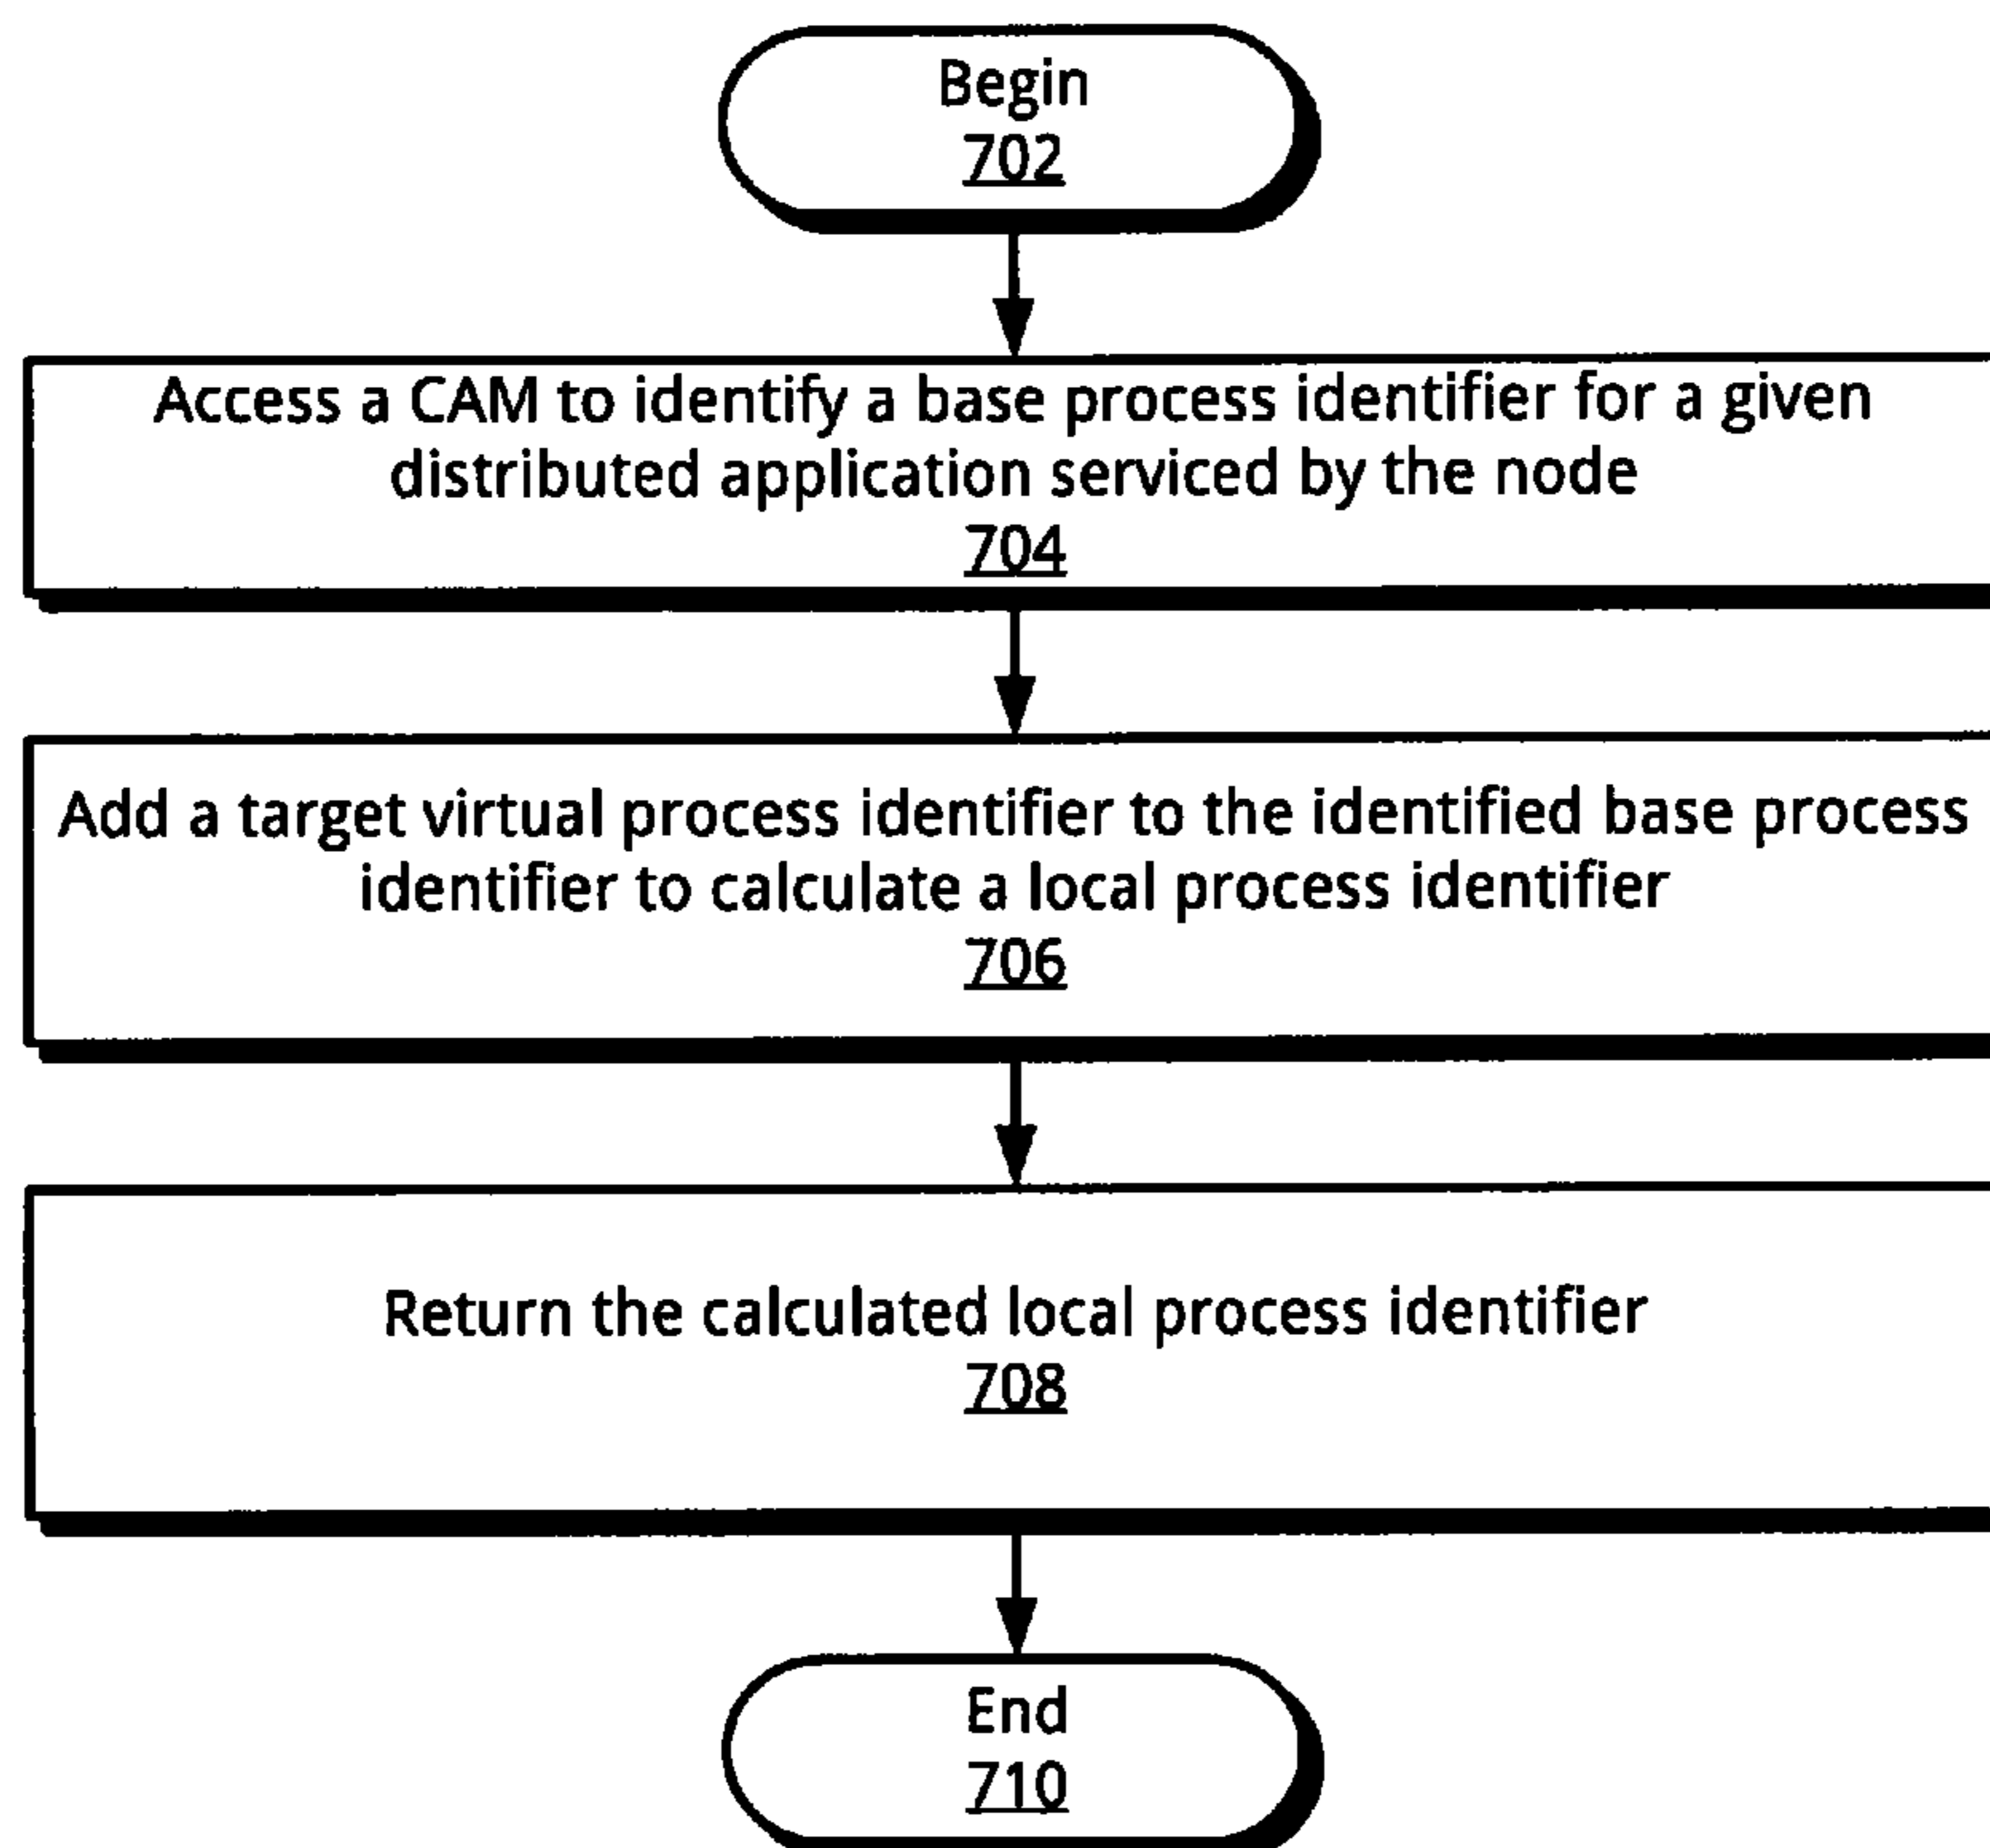 Begin
702
Access a CAM to identify a base process identifier for a given
distributed application serviced by the node
704
Add a target virtual process identifier to the identified base process
identifier to calculate a local process identifier
706
Return the calculated local process identifier
708
End
710